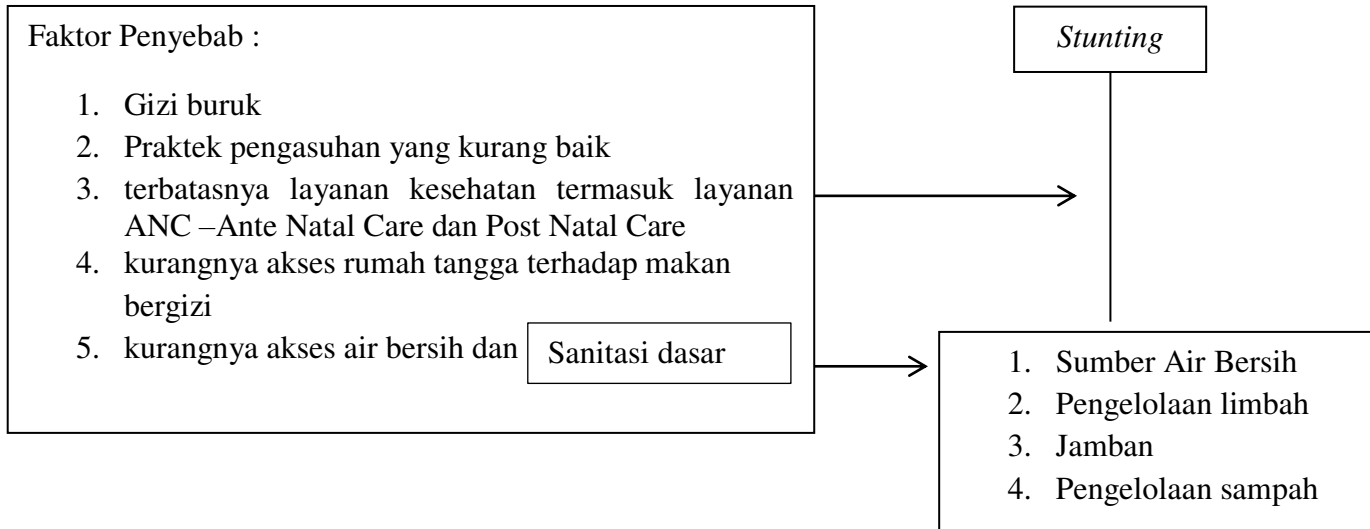 Faktor Penyebab :
1. Gizi buruk
2. Praktek pengasuhan yang kurang baik
3. terbatasnya layanan kesehatan termasuk layanan
ANC –Ante Natal Care dan Post Natal Care
4. kurangnya akses rumah tangga terhadap makan
bergizi
5. kurangnya akses air bersih dan Sanitasi dasar
Stunting
1. Sumber Air Bersih
2. Pengelolaan limbah
3. Jamban
4. Pengelolaan sampah